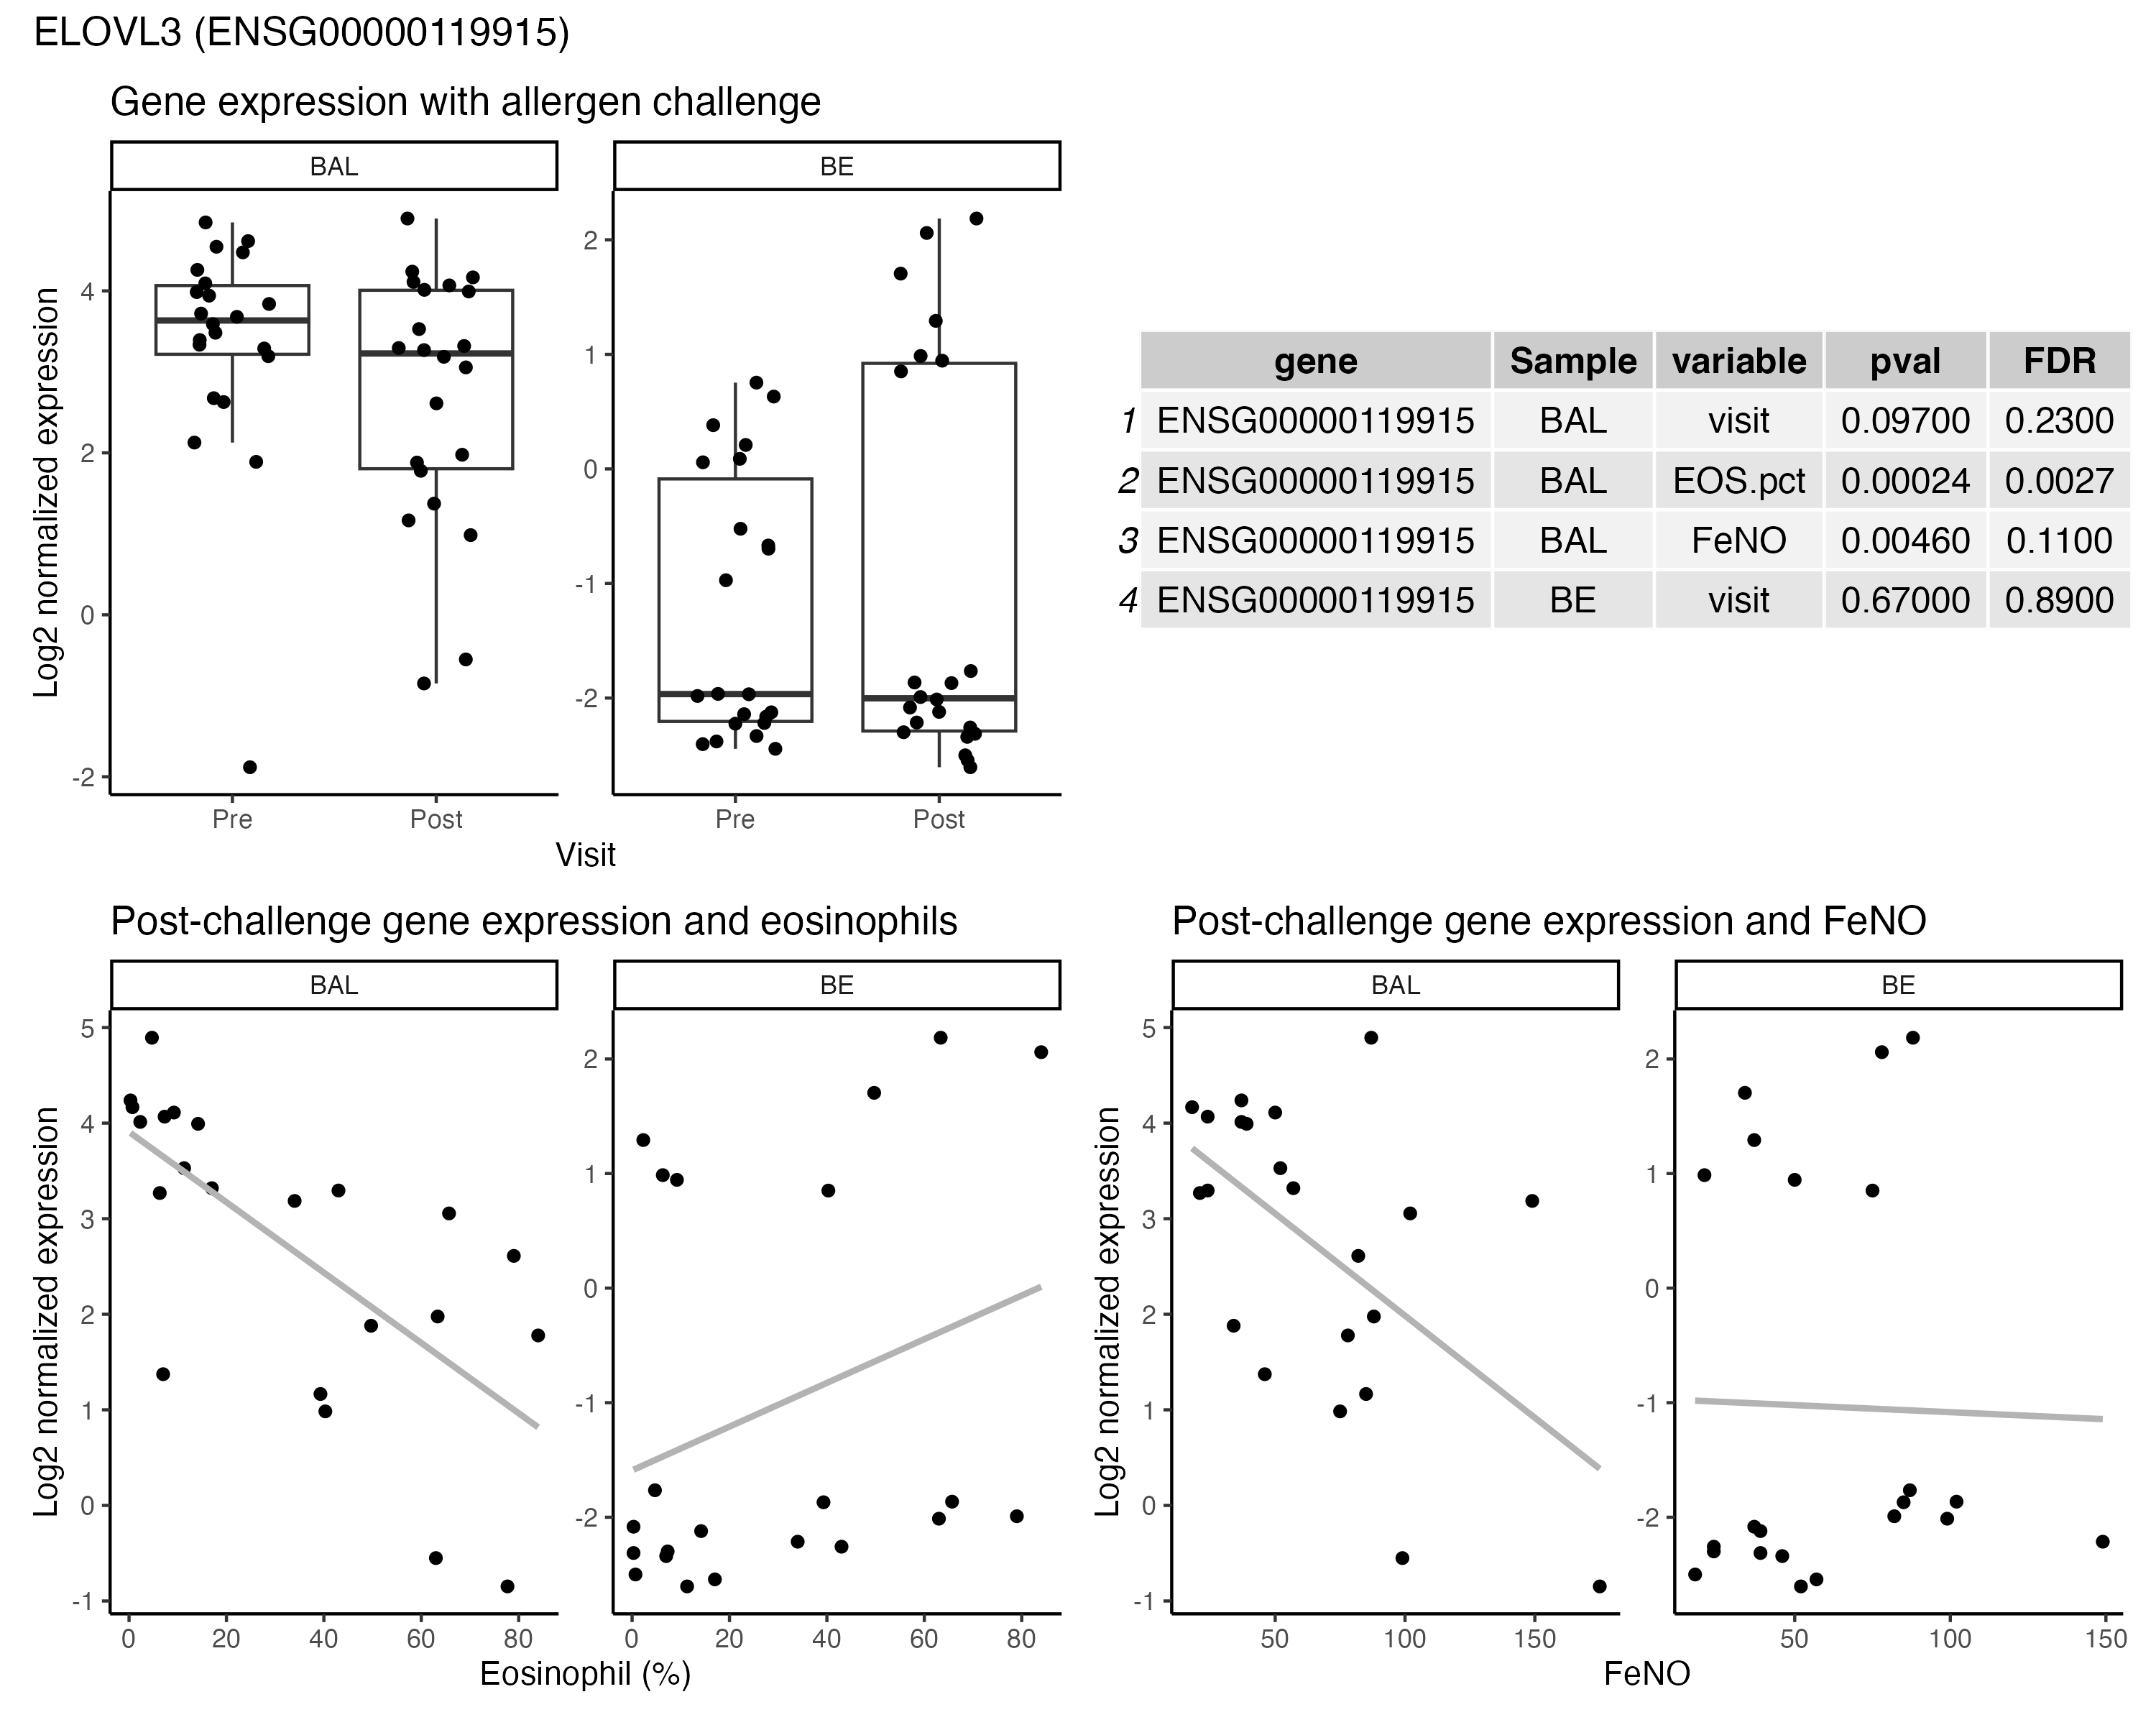 ELOVL3 (ENSG00000119915)
Gene expression with allergen challenge
BAL BE
Log2 normalized expression
4
2
0
-2
2
1
0
-1
-2
Pre Post Pre Post
Visit
gene Sample variable pval FDR
1 ENSG00000119915 BAL visit 0.09700 0.2300
2 ENSG00000119915 BAL EOS.pct 0.00024 0.0027
3 ENSG00000119915 BAL FeNO 0.00460 0.1100
4 ENSG00000119915 BE visit 0.67000 0.8900
Post-challenge gene expression and eosinophils
BAL BE
Log2 normalized expression
5
4
3
2
1
0
-1
2
1
0
-1
-2
0 20 40 60 80 0 20 40 60 80
Eosinophil (%)
Post-challenge gene expression and FeNO
BAL BE
Log2 normalized expression
5
4
3
2
1
0
-1
2
1
0
-1
-2
50 100 150 50 100 150
FeNO